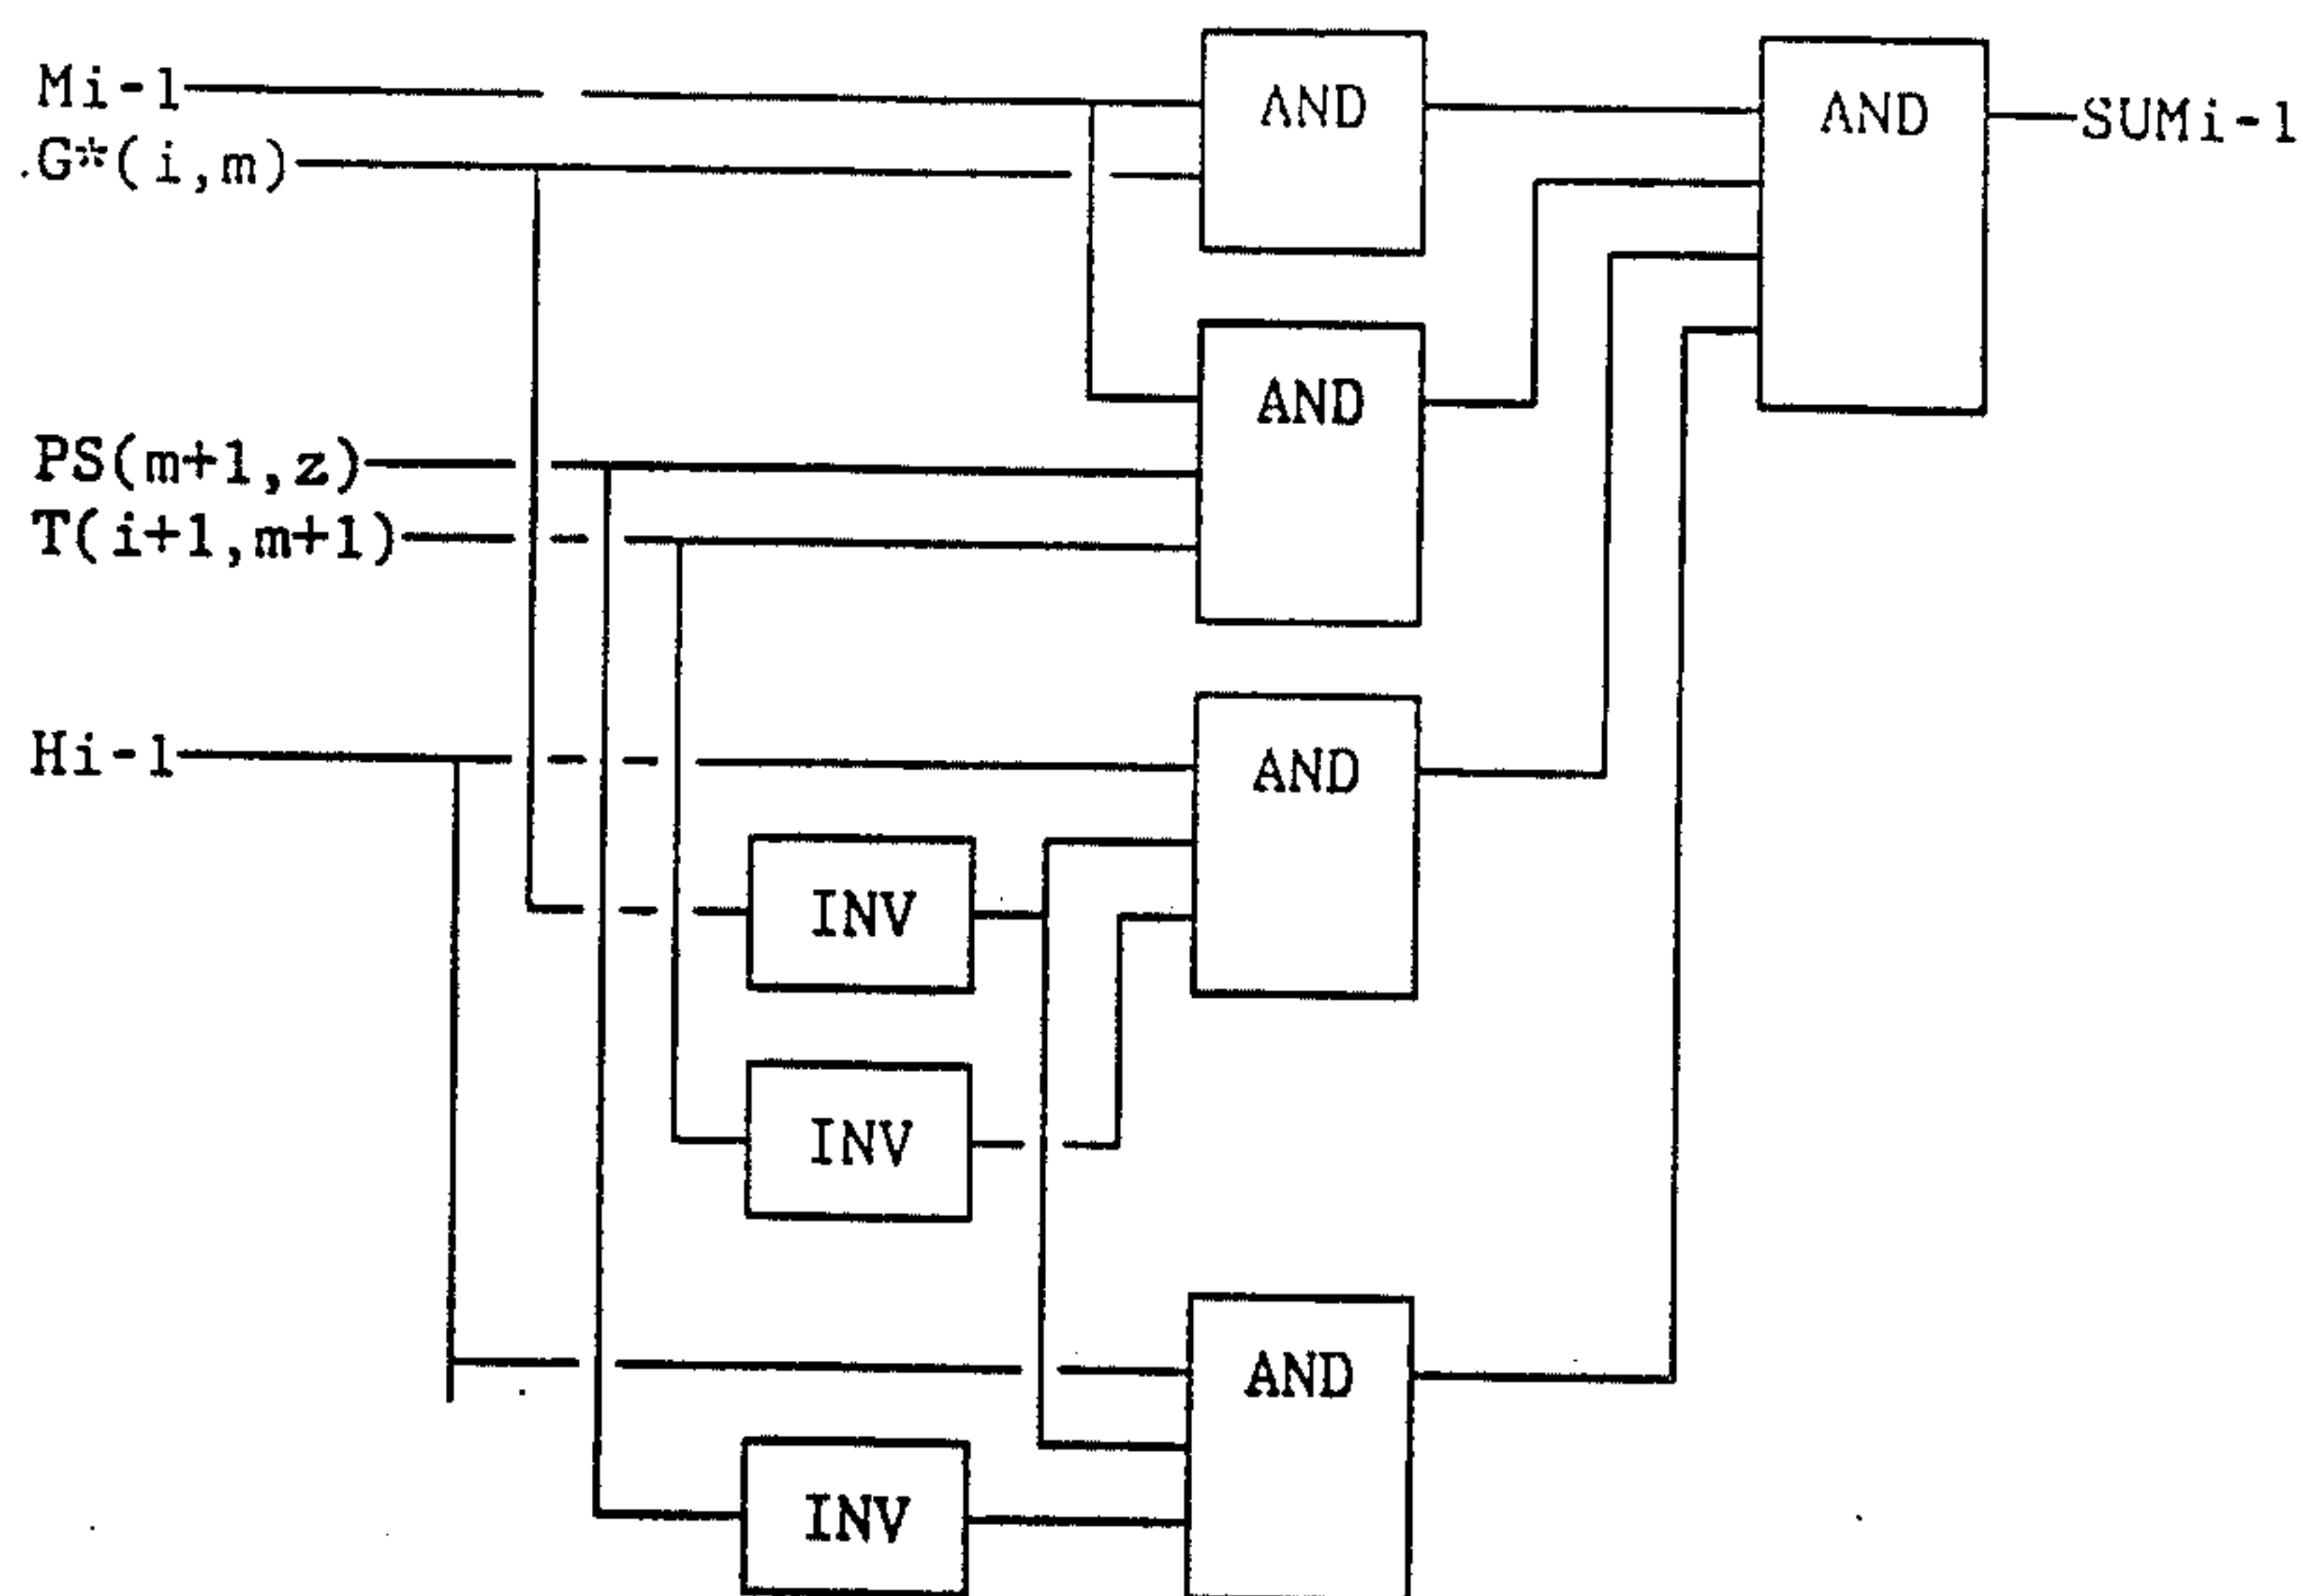 Mi-1
G*(i,m)
AND
AND
SUMi-1
AND
PS(m+1,z)
T(i+1,m+1)
Hi-1
AND
INV
INV
AND
INV